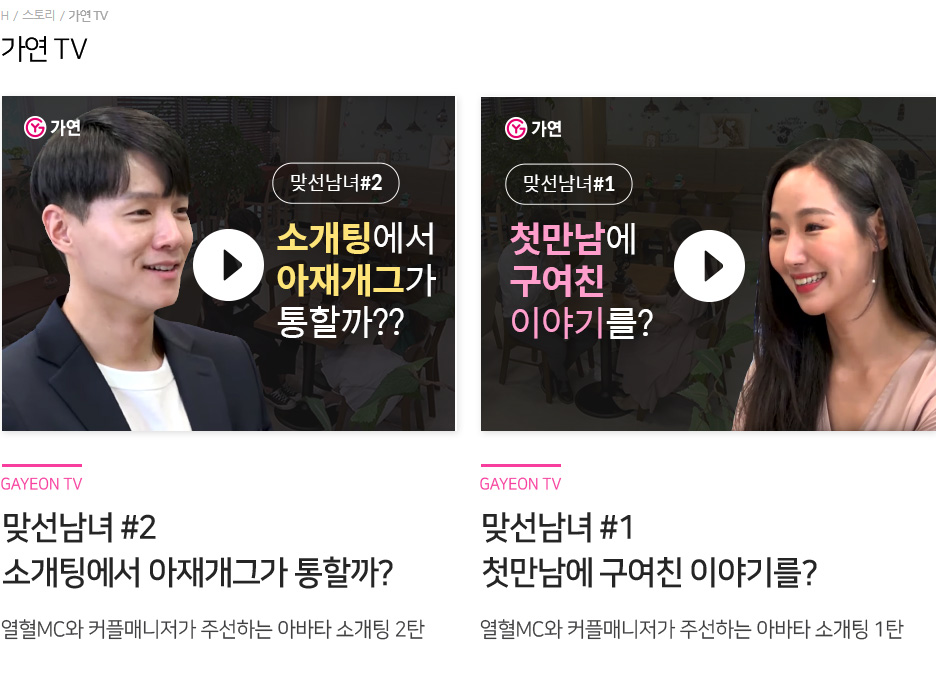 H / 스토리 / 가연 TV
가연 TV
가연
맞선남녀#2
소개팅에서
아재개그가
통할까??
가연
맞선남녀#1
첫만남에
구여친
이야기를?
GAYEON TV
맞선남녀 #2
소개팅에서 아재개그가 통할까?
열혈MC와 커플매니저가 주선하는 아바타 소개팅 2탄
GAYEON TV
맞선남녀 #1
첫만남에 구여친 이야기를?
열혈MC와 커플매니저가 주선하는 아바타 소개팅 1탄